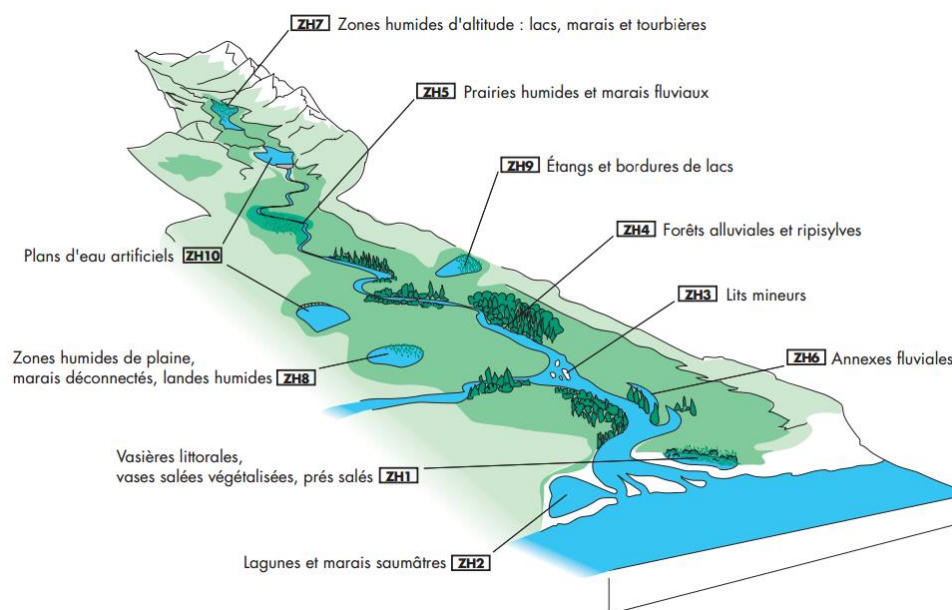 ZH7 Zones humides d'altitude : lacs, marais et tourbières
ZH5 Prairies humides et marais fluviaux
ZH9 Étangs et bordures de lacs
ZH4 Forêts alluviales et ripisylves
Plans d'eau artificiels ZH10
ZH3 Lits mineurs
Zones humides de plaine,
marais déconnectés, landes humides ZH8
ZH6 Annexes fluviales
Vasières littorales,
vases salées végétalisées, prés salés ZH1
Lagunes et marais saumâtres ZH2